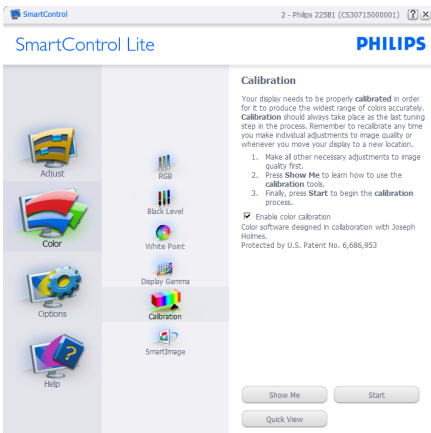 SmartControl
2 - Philips 225B1 (CS30715000001)
? X
SmartControl Lite
PHILIPS
Adjust
Color
Options
Help
RGB
Black Level
White Point
Display Gamma
Calibration
SmartImage
Calibration
Your display needs to be properly calibrated in order
for it to produce the widest range of colors accurately.
Calibration should always take place as the last tuning
step in the process. Remember to recalibrate any time
you make individual adjustments to image quality or
whenever you move your display to a new location.
1. Make all other necessary adjustments to image
quality first.
2. Press Show Me to learn how to use the
calibration tools.
3. Finally, press Start to begin the calibration
process.
Enable color calibration
Color software designed in collaboration with Joseph
Holmes.
Protected by U.S. Patent No. 6,686,953
Show Me
Start
Quick View